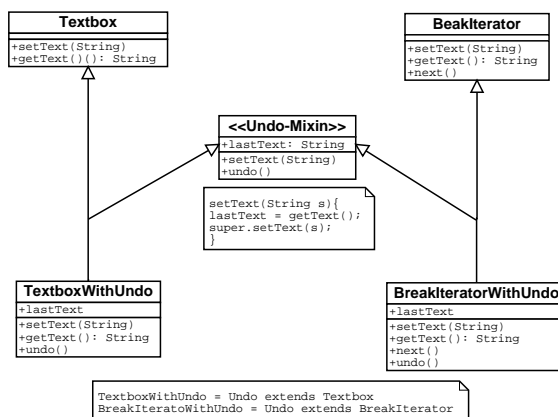 Textbox
+setText(String)
+getText()(): String
BeakIterator
+setText(String)
+getText(): String
+next()
<<Undo-Mixin>>
+lastText: String
+setText(String)
+undo()
setText(String s){
lastText = getText();
super.setText(s);
}
TextboxWithUndo
+lastText
+setText(String)
+getText(): String
+undo()
BreakIteratorWithUndo
+lastText
+setText(String)
+getText(): String
+next()
+undo()
TextboxWithUndo = Undo extends Textbox
BreakIteratoWithUndo = Undo extends BreakIterator